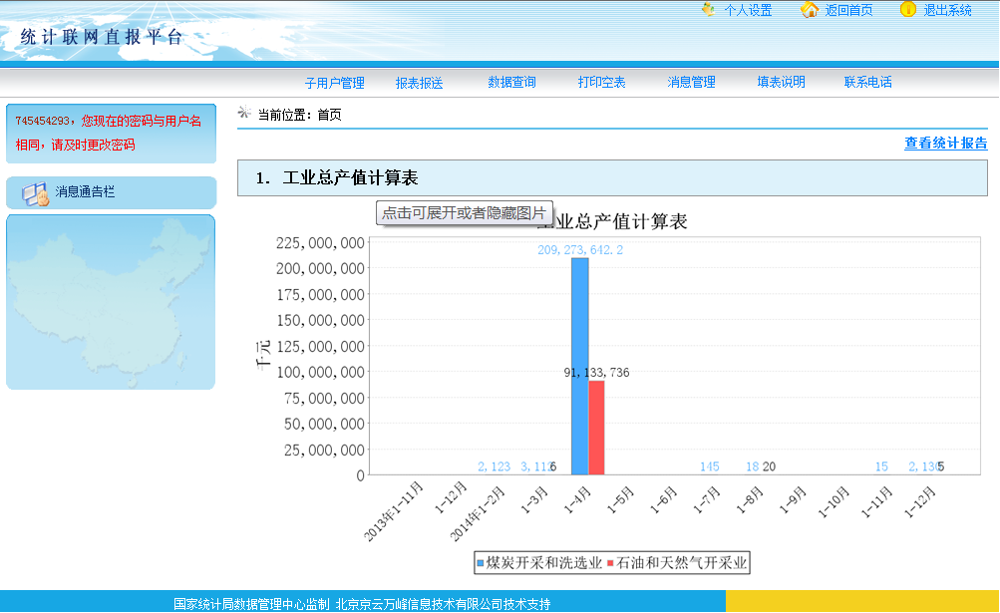 个人设置 返回首页 退出系统
统计联网直报平台
子用户管理 报表报送 数据查询 打印空表 消息管理 填表说明 联系电话
745454293，您现在的密码与用户名
相同，请及时更改密码
消息通告栏
当前位置：首页
查看统计报告
1. 工业总产值计算表
点击可展开或者隐藏图片
业总产值计算表
千元
225,000,000
200,000,000
175,000,000
150,000,000
125,000,000
100,000,000
75,000,000
50,000,000
25,000,000
0
209,273,642.2
91,133,736
2,123
6
145
18
20
15
5
2013年1-11月
1-12月
2014年1-2月
1-3月
1-4月
1-5月
1-6月
1-7月
1-8月
1-9月
1-10月
1-11月
1-12月
煤炭开采和洗选业 石油和天然气开采业
国家统计局数据管理中心监制 北京京云万峰信息技术有限公司技术支持